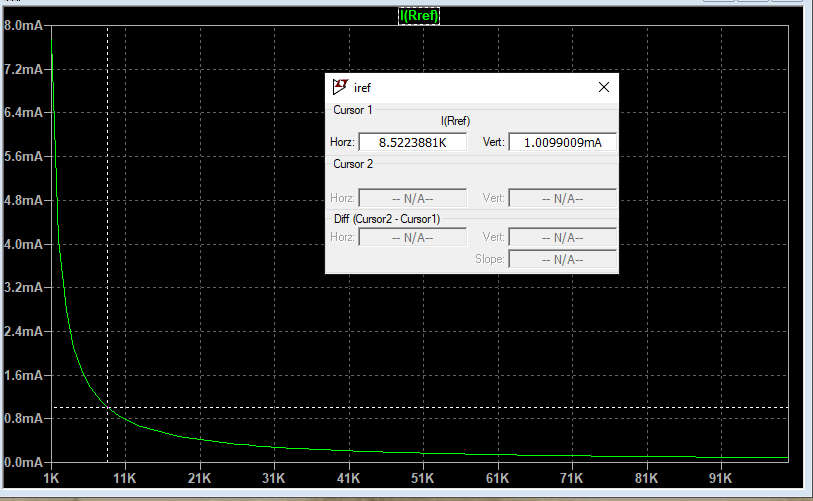 I(Rref)
8.0mA
7.2mA
6.4mA
5.6mA
4.8mA
4.0mA
3.2mA
2.4mA
1.6mA
0.8mA
0.0mA
1K 11K 21K 31K 41K 51K 61K 71K 81K 91K
iref
Cursor 1
I(Rref)
Horz: 8.5223881K Vert: 1.0099009mA
Cursor 2
Horz: -- N/A-- Vert: -- N/A--
Diff (Cursor2 - Cursor1)
Horz: -- N/A-- Vert: -- N/A--
Slope: -- N/A--